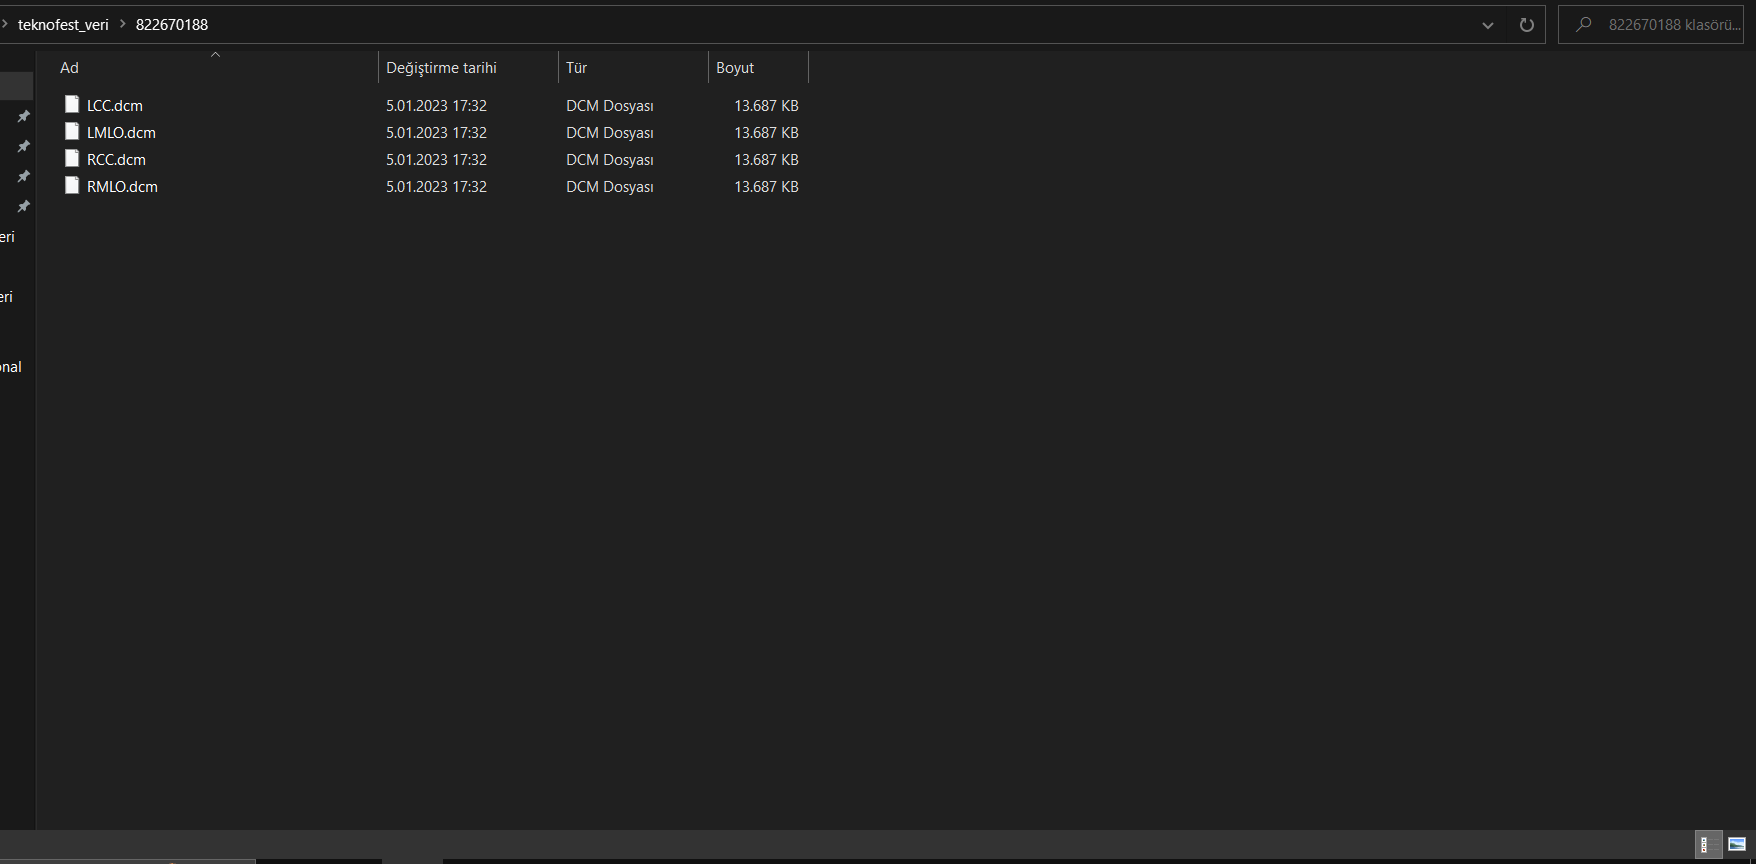 teknofest_veri > 822670188
822670188 klasörü...
Ad Değiştirme tarihi Tür Boyut
LCC.dcm 5.01.2023 17:32 DCM Dosyası 13.687 KB
LMLO.dcm 5.01.2023 17:32 DCM Dosyası 13.687 KB
RCC.dcm 5.01.2023 17:32 DCM Dosyası 13.687 KB
RMLO.dcm 5.01.2023 17:32 DCM Dosyası 13.687 KB
eri
eri
onal